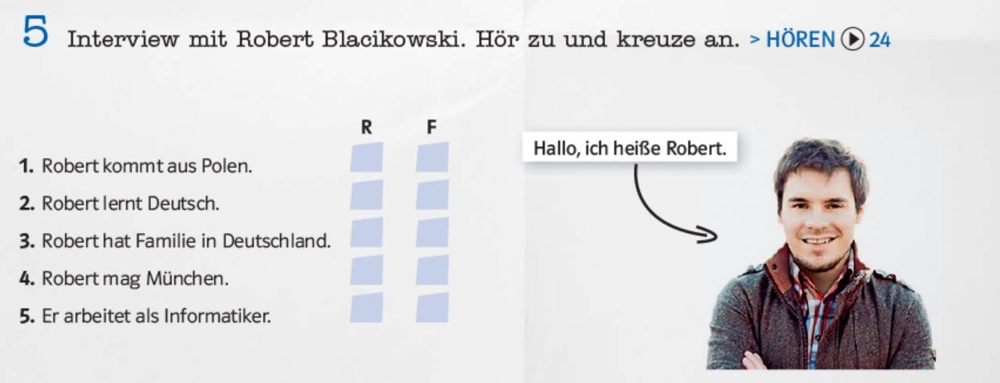 5 Interview mit Robert Blacikowski. Hör zu und kreuze an. > HÖREN 24
R F
Hallo, ich heiße Robert.
1. Robert kommt aus Polen.
2. Robert lernt Deutsch.
3. Robert hat Familie in Deutschland.
4. Robert mag München.
5. Er arbeitet als Informatiker.